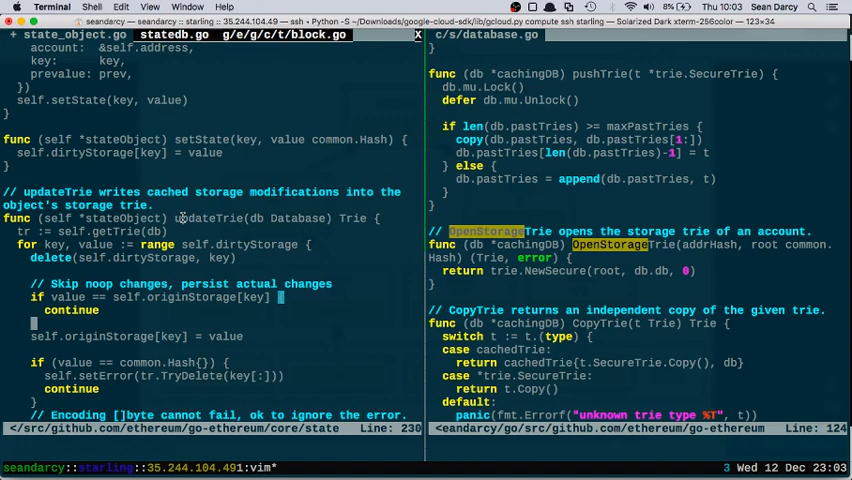 Terminal Shell Edit View Window Help 8% Thu 10:03 Sean Darcy
seandarcy — seandarcy :: starling :: 35.244.104.49 — ssh ‹ Python -S ~/Downloads/google-cloud-sdk/lib/gcloud.py compute ssh starling — Solarized Dark xterm-256color — 123×34
+ state_object.go statedb.go g/e/g/c/t/block.go X
account: &self.address,
key: key,
prevalue: prev,
})
self.setState(key, value)
}
func (self *stateObject) setState(key, value common.Hash) {
self.dirtyStorage[key] = value
}
// updateTrie writes cached storage modifications into the
object's storage trie.
func (self *stateObject) updateTrie(db Database) Trie {
tr := self.getTrie(db)
for key, value := range self.dirtyStorage {
delete(self.dirtyStorage, key)
// Skip noop changes, persist actual changes
if value == self.originStorage[key] {
continue
self.originStorage[key] = value
if (value == common.Hash{}) {
self.setError(tr.TryDelete(key[:]))
continue
}
// Encoding []byte cannot fail, ok to ignore the error.
</src/github.com/ethereum/go-ethereum/core/state Line: 230
c/s/database.go
}
func (db *cachingDB) pushTrie(t *trie.SecureTrie) {
db.mu.Lock()
defer db.mu.Unlock()
if len(db.pastTries) >= maxPastTries {
copy(db.pastTries, db.pastTries[1:])
db.pastTries[len(db.pastTries)-1] = t
} else {
db.pastTries = append(db.pastTries, t)
}
}
// OpenStorageTrie opens the storage trie of an account.
func (db *cachingDB) OpenStorageTrie(addrHash, root common.
Hash) (Trie, error) {
return trie.NewSecure(root, db.db, 0)
}
// CopyTrie returns an independent copy of the given trie.
func (db *cachingDB) CopyTrie(t Trie) Trie {
switch t := t.(type) {
case cachedTrie:
return cachedTrie{t.SecureTrie.Copy(), db}
case *trie.SecureTrie:
return t.Copy()
default:
panic(fmt.Errorf("unknown trie type %T", t))
<eandarcy/go/src/github.com/ethereum/go-ethereum Line: 124
seandarcy::starling::35.244.104.491:vim* 3 Wed 12 Dec 23:03